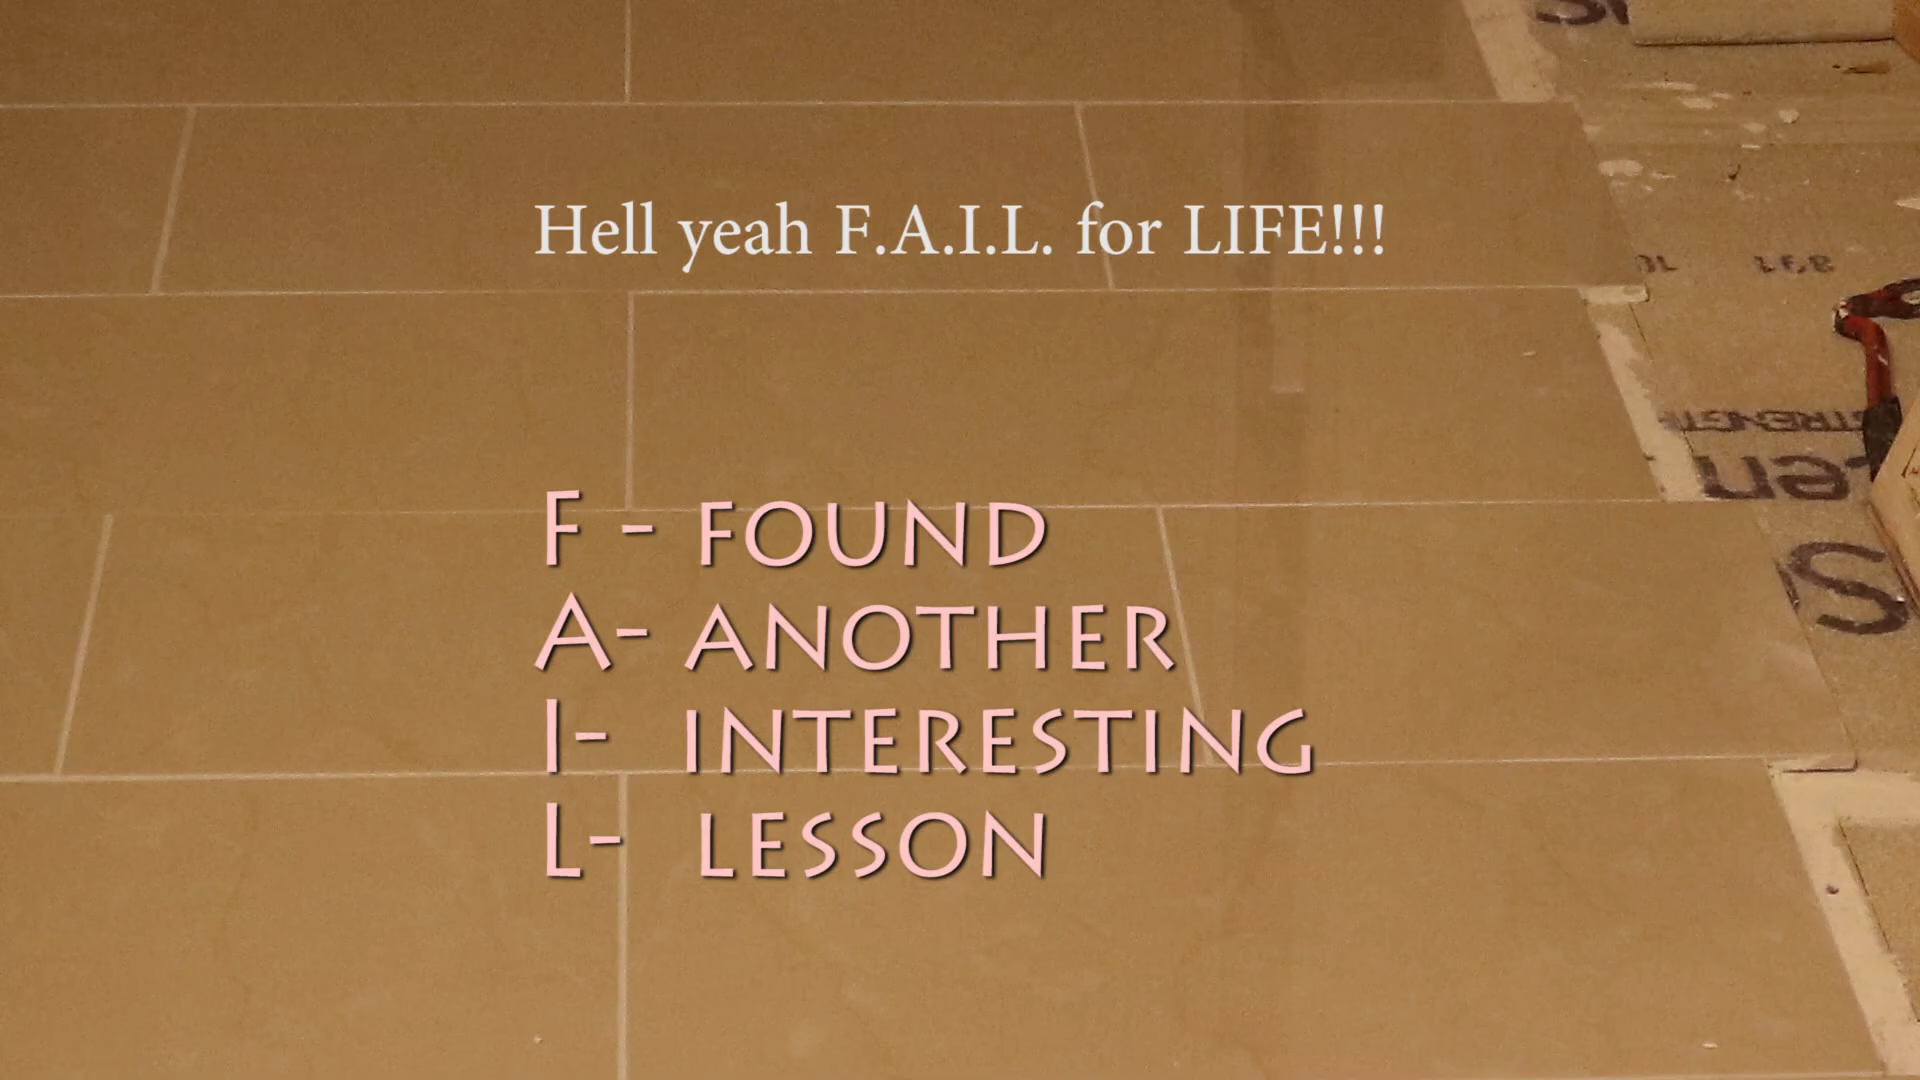 Hell yeah F.A.I.L. for LIFE!!!
F - FOUND
A- ANOTHER
I- INTERESTING
L- LESSON